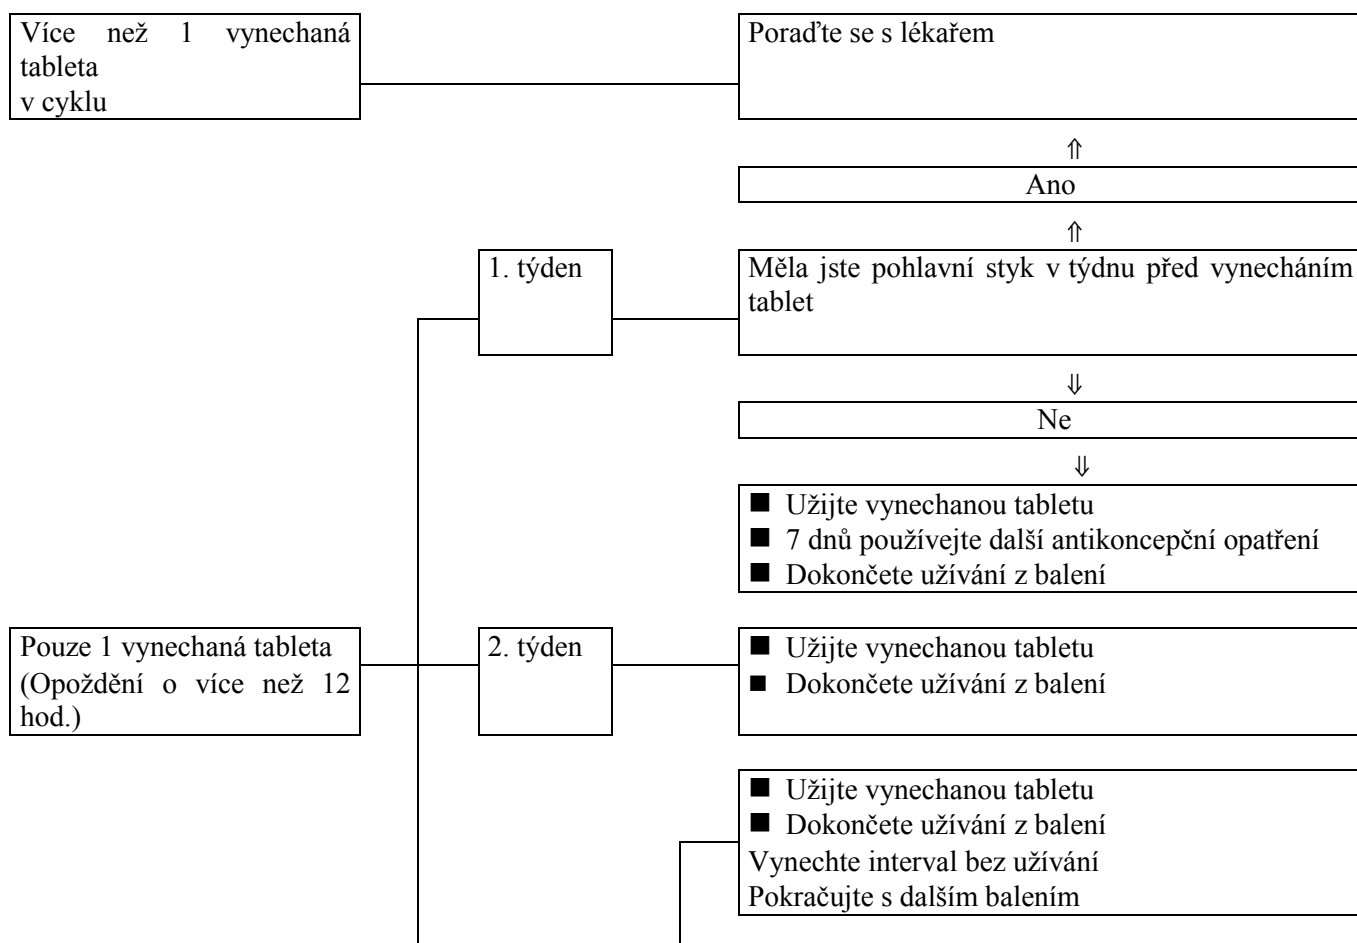 Více než 1 vynechaná
tableta
v cyklu
Poraďte se s lékařem
⇑
Ano
⇑
1. týden
Měla jste pohlavní styk v týdnu před vynecháním
tablet
⇓
Ne
⇓
■ Užijte vynechanou tabletu
■ 7 dnů používejte další antikoncepční opatření
■ Dokončete užívání z balení
Pouze 1 vynechaná tableta
(Opoždění o více než 12
hod.)
2. týden
■ Užijte vynechanou tabletu
■ Dokončete užívání z balení
■ Užijte vynechanou tabletu
■ Dokončete užívání z balení
Vynechte interval bez užívání
Pokračujte s dalším balením